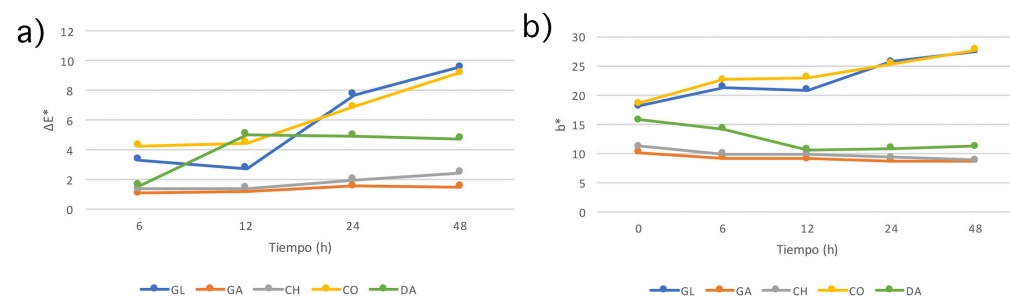 a)
12
10
8
6
4
2
0
ΔE*
6 12 24 48
Tiempo (h)
GL GA CH CO DA
b)
30
25
20
15
10
5
0
b*
0 6 12 24 48
Tiempo (h)
GL GA CH CO DA